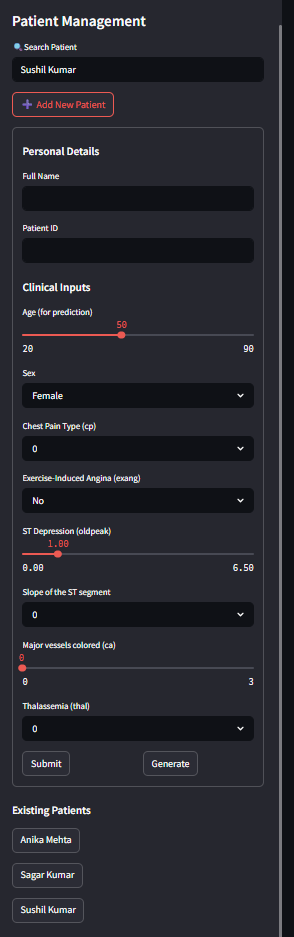 Patient Management
🔍 Search Patient
Sushil Kumar
➕ Add New Patient
Personal Details
Full Name
Patient ID
Clinical Inputs
Age (for prediction)
50
20 90
Sex
Female
Chest Pain Type (cp)
0
Exercise-Induced Angina (exang)
No
ST Depression (oldpeak)
1.00
0.00 6.50
Slope of the ST segment
0
Major vessels colored (ca)
0
0 3
Thalassemia (thal)
0
Submit Generate
Existing Patients
Anika Mehta
Sagar Kumar
Sushil Kumar